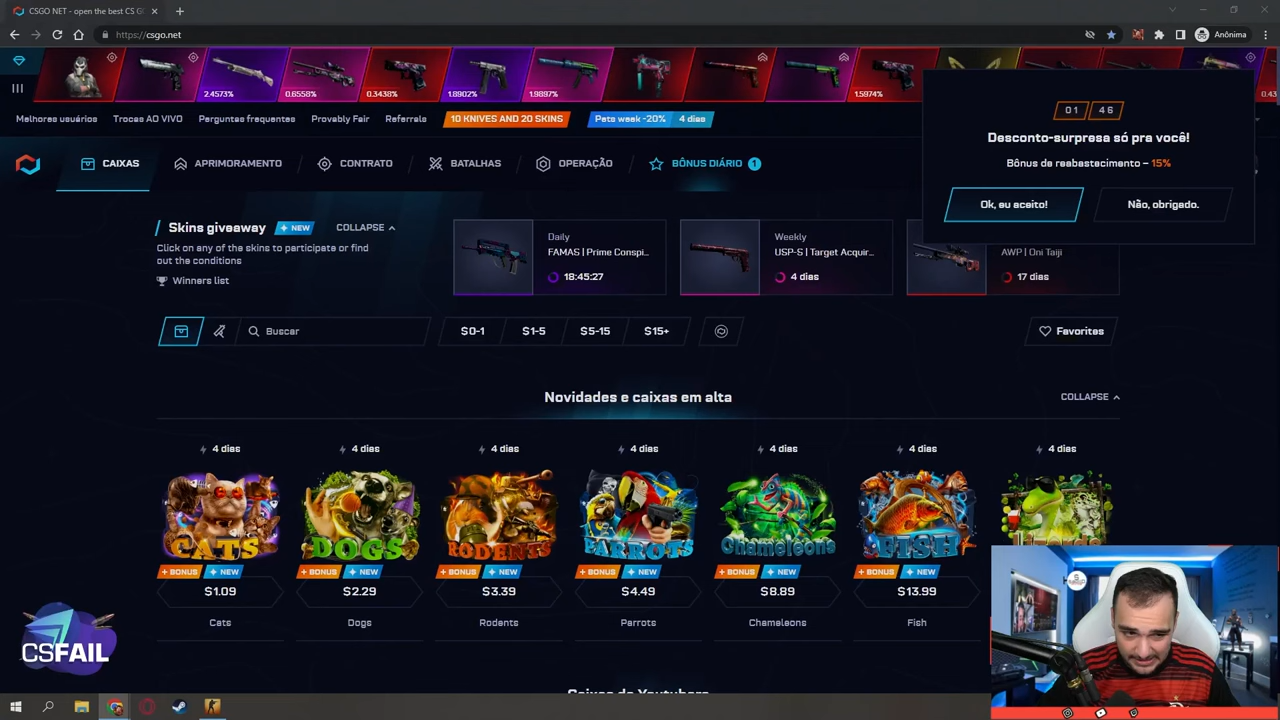 CSGO NET - open the best CS G
https://csgo.net
Anônima
2.4573%
0.6558%
0.3438%
1.8902%
1.9897%
1.5974%
0.43
Melhores usuários
Trocas AO VIVO
Perguntas frequentes
Provably Fair
Referrals
10 KNIVES AND 20 SKINS
Pets week -20%
4 dias
01 46
Desconto-surpresa só pra você!
Bônus de reabastecimento – 15%
Ok, eu aceito!
Não, obrigado.
CAIXAS
APRIMORAMENTO
CONTRATO
BATALHAS
OPERAÇÃO
BÔNUS DIÁRIO 1
Skins giveaway
NEW
COLLAPSE
Click on any of the skins to participate or find
out the conditions
Winners list
Daily
FAMAS | Prime Conspi...
18:45:27
Weekly
USP-S | Target Acquir...
4 dias
AWP | Oni Taiji
17 dias
Buscar
$0-1
$1-5
$5-15
$15+
Favorites
Novidades e caixas em alta
COLLAPSE
4 dias
4 dias
4 dias
4 dias
4 dias
4 dias
4 dias
CATS
DOGS
RODENTS
PARROTS
Chameleons
FISH
+ BONUS NEW
+ BONUS NEW
+ BONUS NEW
+ BONUS NEW
+ BONUS NEW
+ BONUS NEW
$1.09
$2.29
$3.39
$4.49
$8.89
$13.99
Cats
Dogs
Rodents
Parrots
Chamaleons
Fish
CSFAIL